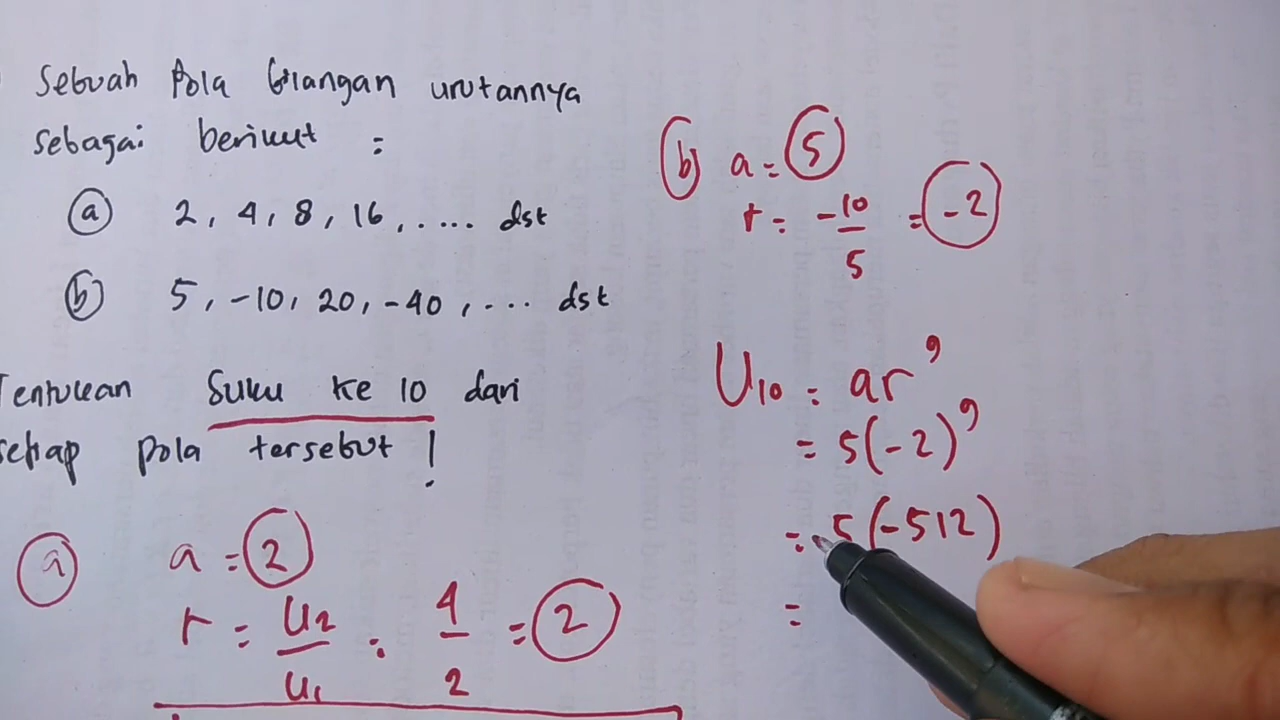 Sebuah Pola bilangan urutannya
sebagai berikut :
(a) 2, 4, 8, 16, .... dst
(b) 5, -10, 20, -40, ... dst
Tentukan Suku ke 10 dari
setiap pola tersebut !
(a) a = 2
r = U2/U1 = 4/2 = 2
(b) a = 5
r = -10/5 = -2
U10 = ar^9
= 5(-2)^9
= 5(-512)
=